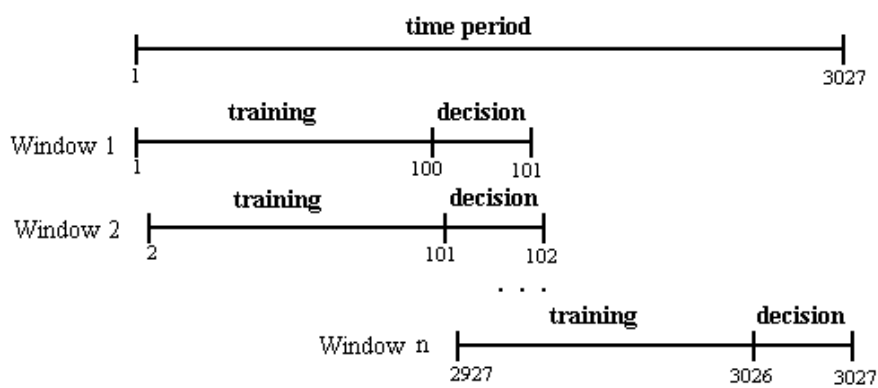 time period
1 3027
training decision
Window 1
1 100 101
training decision
Window 2
2 101 102
. . .
training decision
Window n
2927 3026 3027